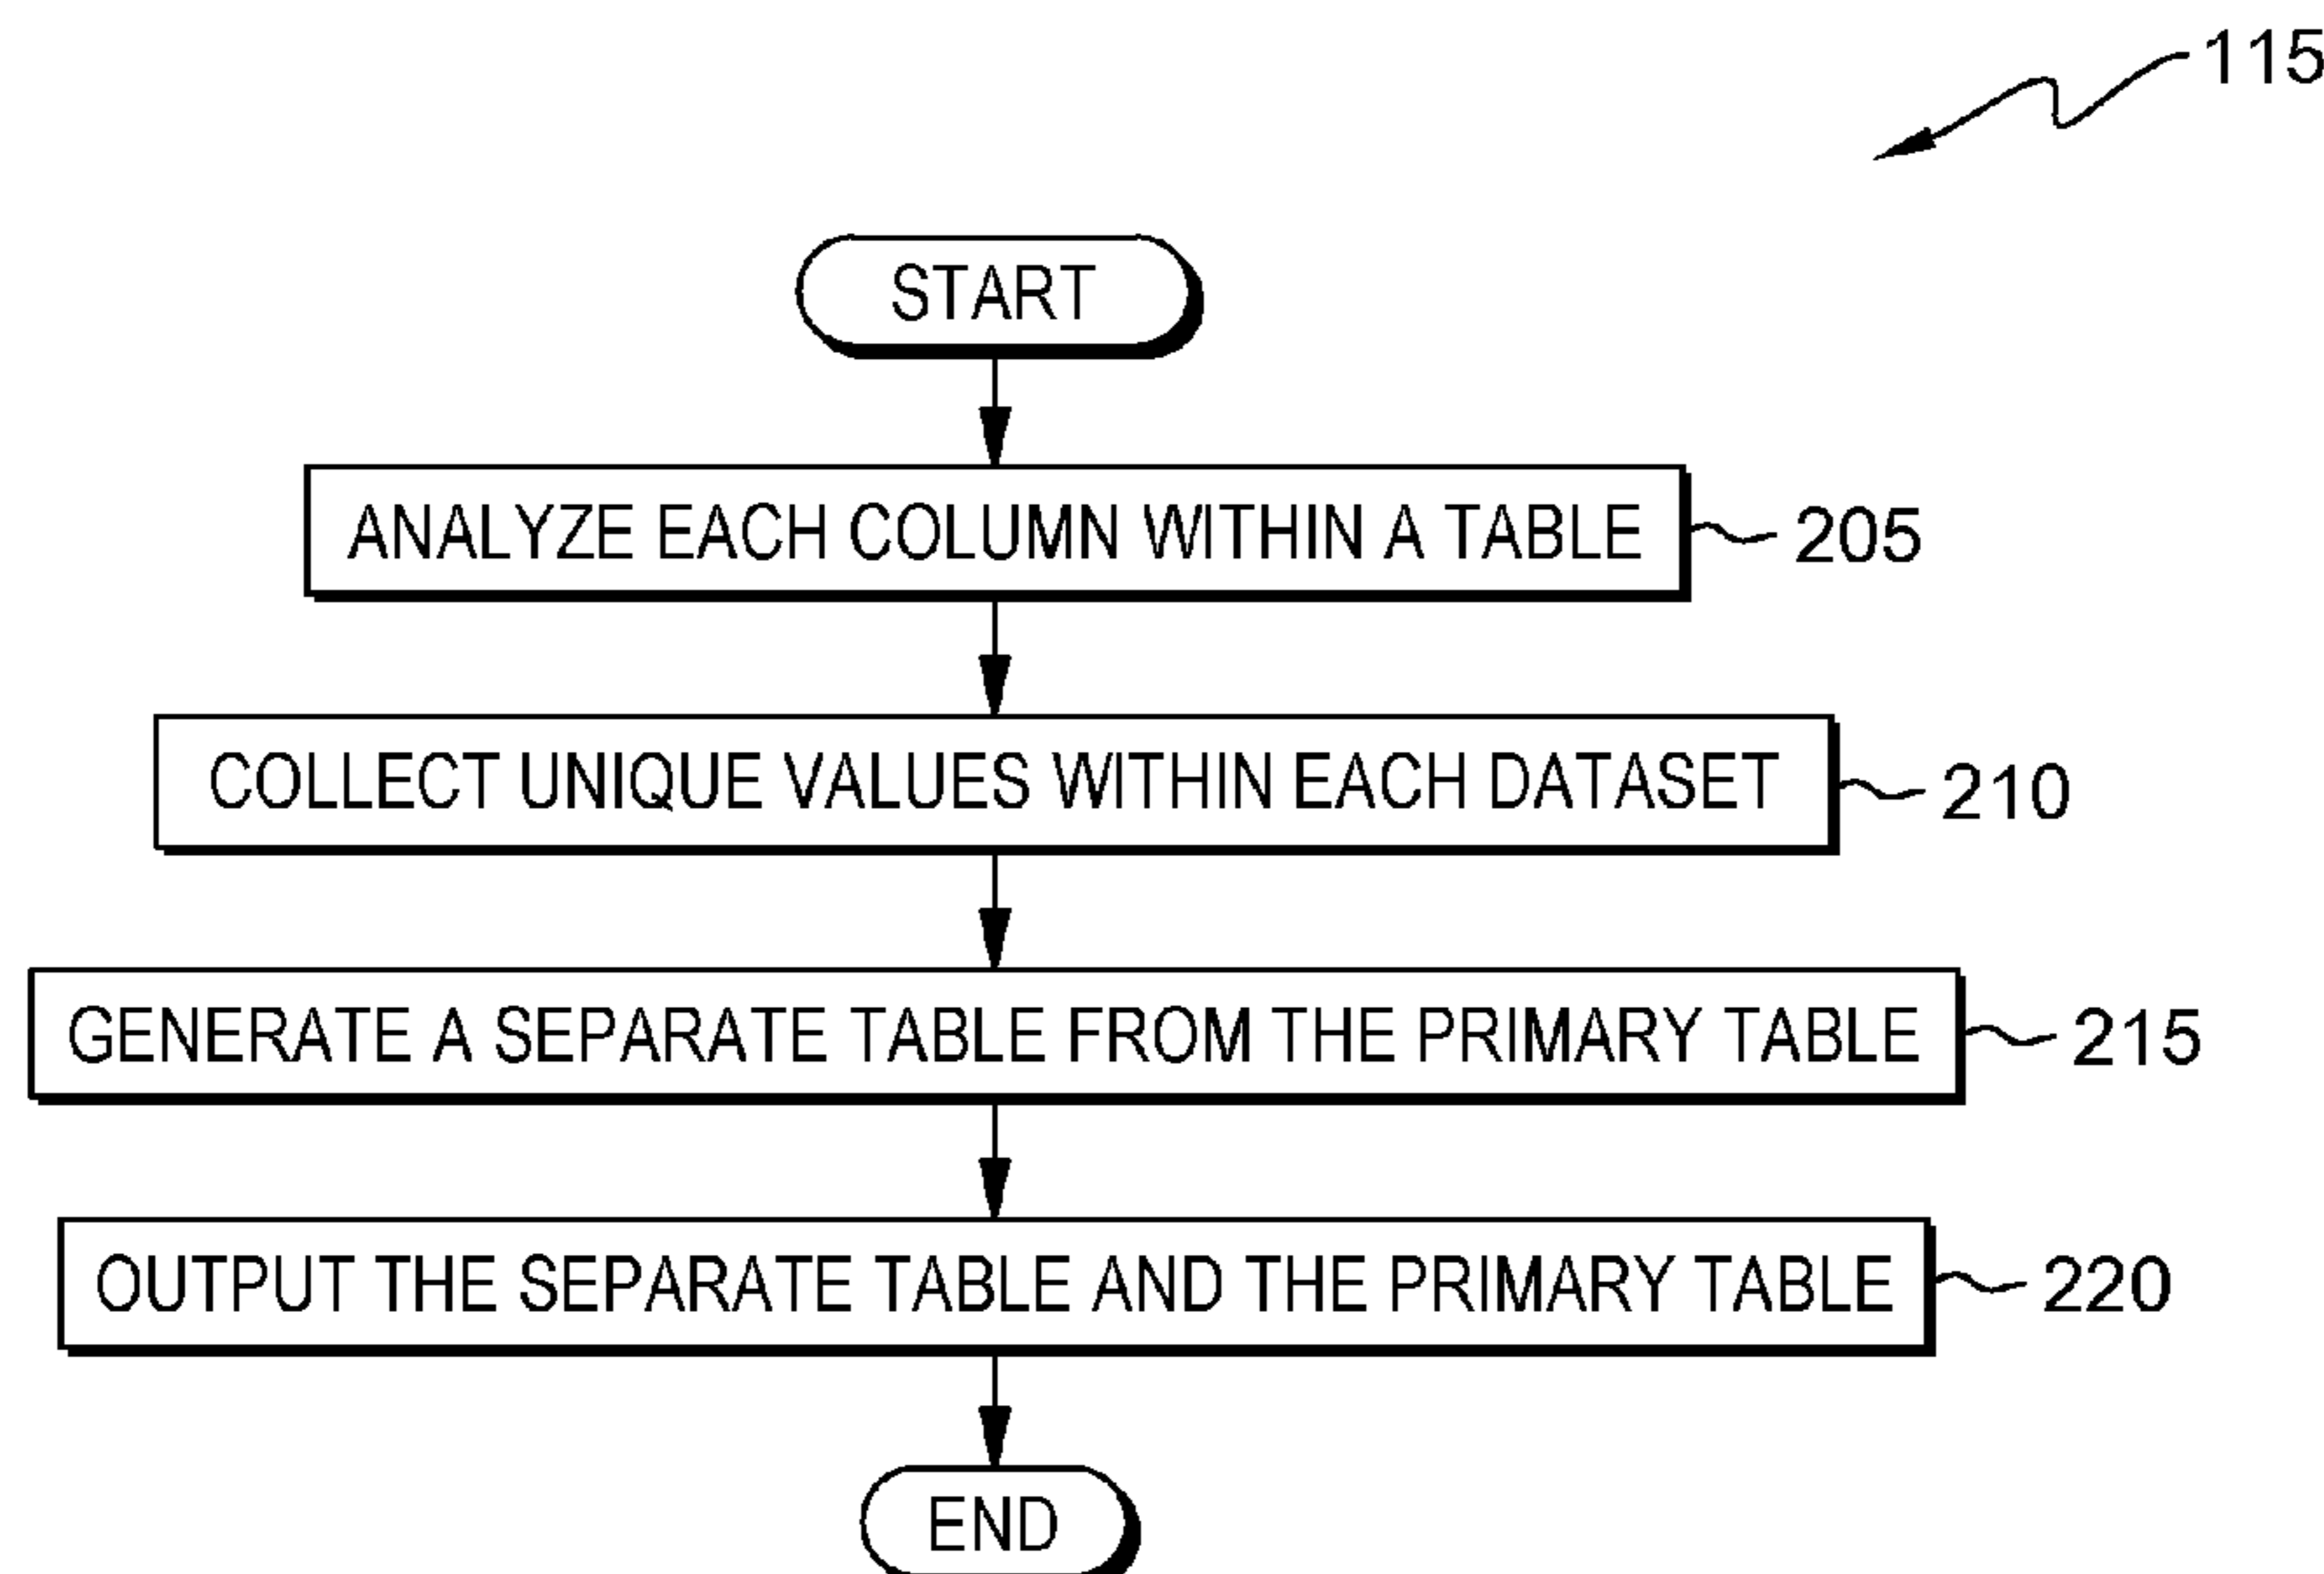 115
START
ANALYZE EACH COLUMN WITHIN A TABLE
205
COLLECT UNIQUE VALUES WITHIN EACH DATASET
210
GENERATE A SEPARATE TABLE FROM THE PRIMARY TABLE
215
OUTPUT THE SEPARATE TABLE AND THE PRIMARY TABLE
220
END